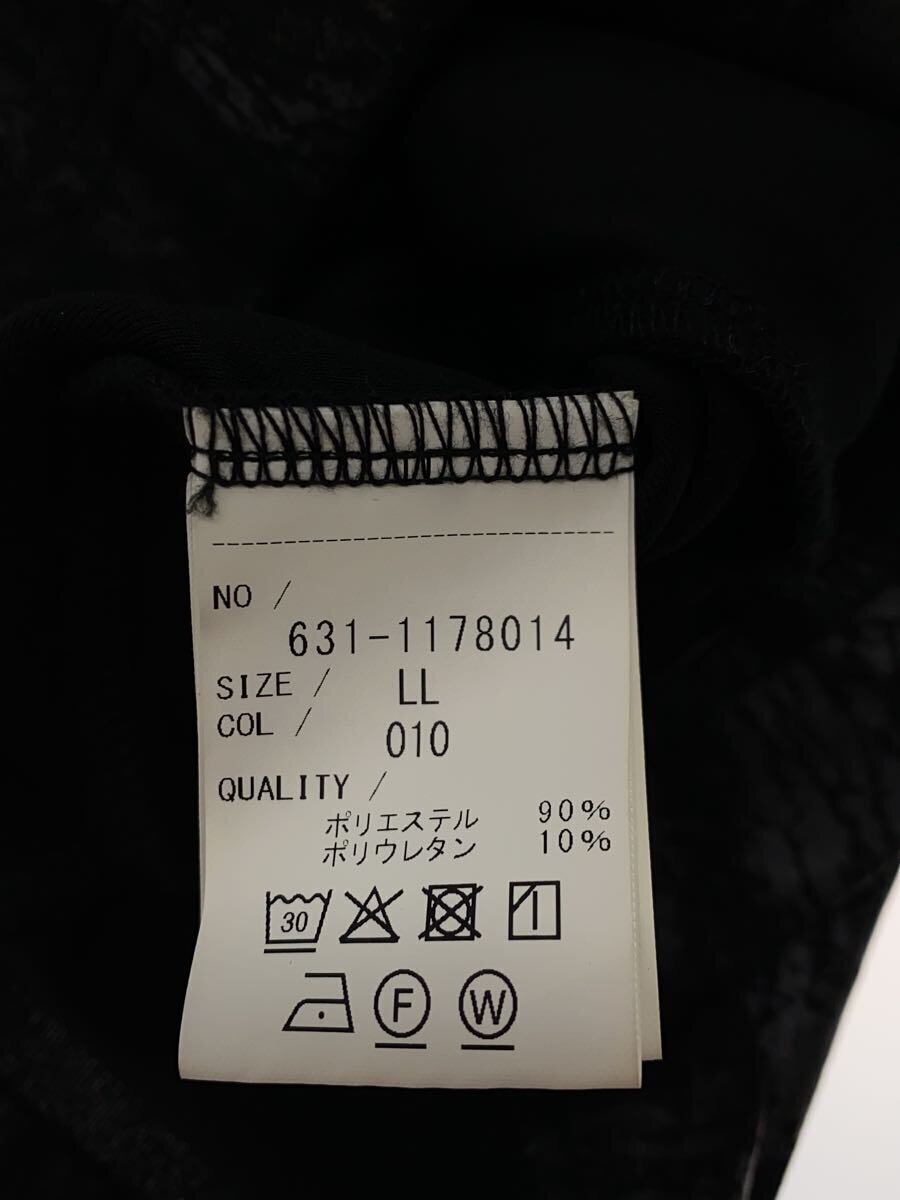 NO /
631-1178014
SIZE / LL
COL / 010
QUALITY /
ポリエステル 90%
ポリウレタン 10%
30
F W